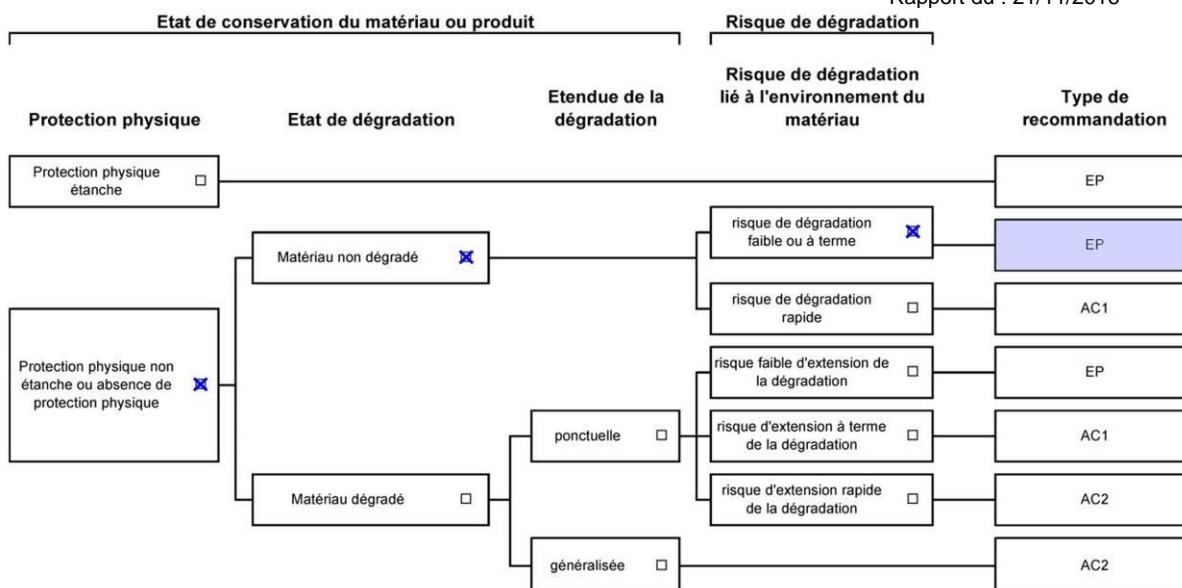 Rapport du : 21/11/2016
Etat de conservation du matériau ou produit
Risque de dégradation
Protection physique
Etat de dégradation
Etendue de la
dégradation
Risque de dégradation
lié à l'environnement du
matériau
Type de
recommandation
Protection physique
étanche
EP
risque de dégradation
faible ou à terme
Matériau non dégradé
EP
risque de dégradation
rapide
AC1
Protection physique non
étanche ou absence de
protection physique
risque faible d'extension de
la dégradation
EP
ponctuelle
risque d'extension à terme
de la dégradation
AC1
Matériau dégradé
risque d'extension rapide
de la dégradation
AC2
généralisée
AC2